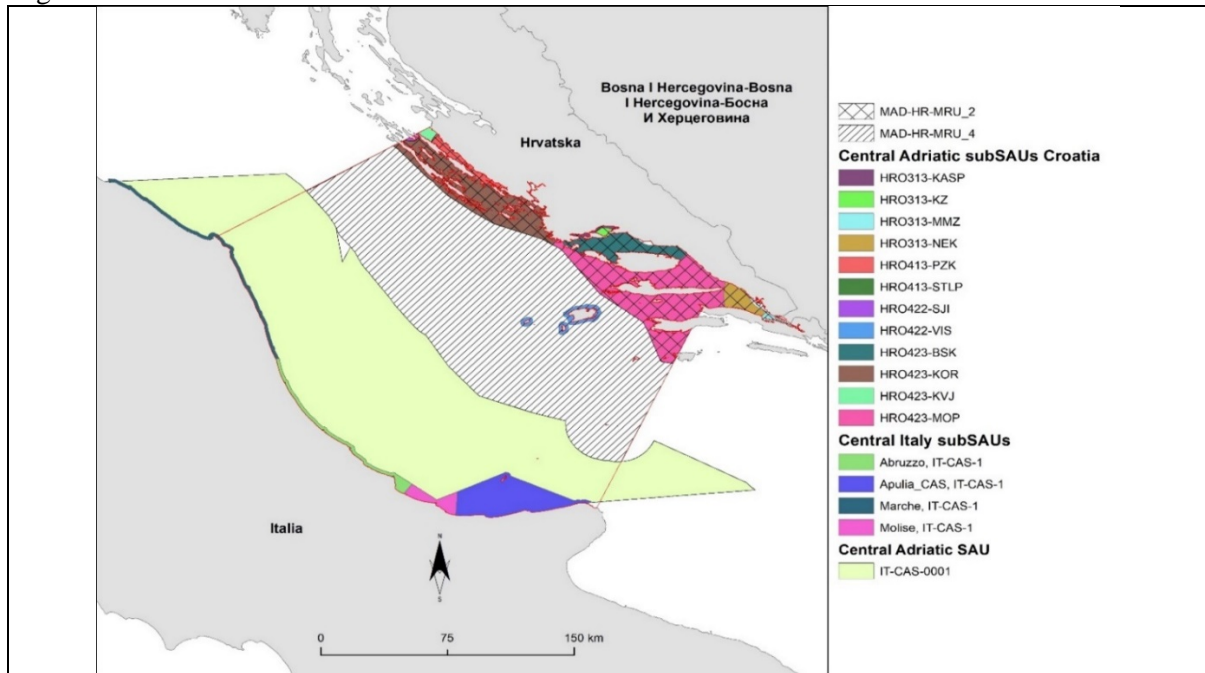 Bosna I Hercegovina-Bosna
I Hercegovina-Босна
И Херцеговина
Hrvatska
Italia
N
S
0 75 150 km
MAD-HR-MRU_2
MAD-HR-MRU_4
Central Adriatic subSAUs Croatia
HRO313-KASP
HRO313-KZ
HRO313-MMZ
HRO313-NEK
HRO413-PZK
HRO413-STLP
HRO422-SJI
HRO422-VIS
HRO423-BSK
HRO423-KOR
HRO423-KVJ
HRO423-MOP
Central Italy subSAUs
Abruzzo, IT-CAS-1
Apulia_CAS, IT-CAS-1
Marche, IT-CAS-1
Molise, IT-CAS-1
Central Adriatic SAU
IT-CAS-0001